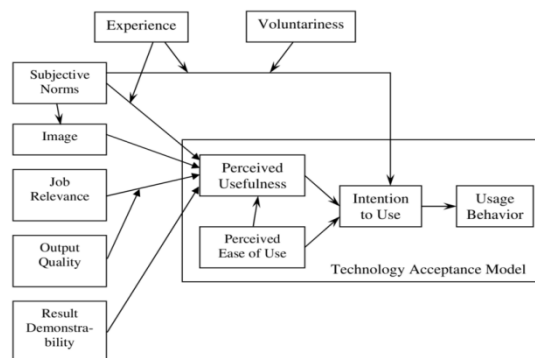 Experience
Voluntariness
Subjective
Norms
Image
Job
Relevance
Output
Quality
Result
Demonstra-
bility
Perceived
Usefulness
Perceived
Ease of Use
Intention
to Use
Usage
Behavior
Technology Acceptance Model